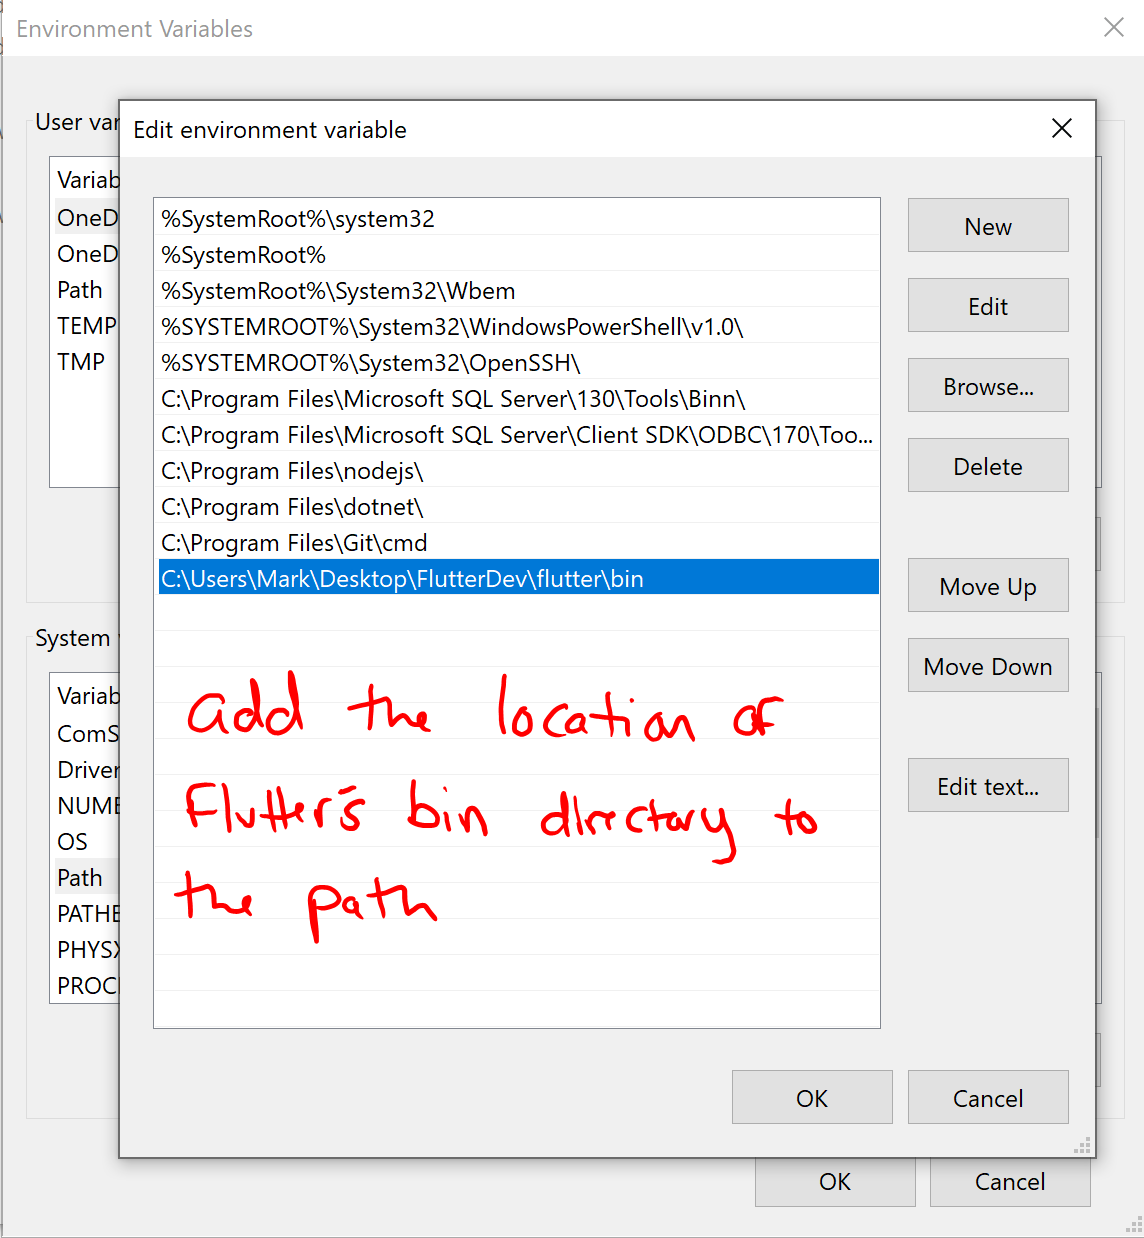 Environment Variables
User var
Edit environment variable
Variab
OneD
OneD
Path
TEMP
TMP
%SystemRoot%\system32
%SystemRoot%
%SystemRoot%\System32\Wbem
%SYSTEMROOT%\System32\WindowsPowerShell\v1.0\
%SYSTEMROOT%\System32\OpenSSH\
C:\Program Files\Microsoft SQL Server\130\Tools\Binn\
C:\Program Files\Microsoft SQL Server\Client SDK\ODBC\170\Too...
C:\Program Files\nodejs\
C:\Program Files\dotnet\
C:\Program Files\Git\cmd
C:\Users\Mark\Desktop\FlutterDev\flutter\bin
New
Edit
Browse...
Delete
Move Up
Move Down
Edit text...
System
Variab
ComS
Driver
NUME
OS
Path
PATHE
PHYSX
PROC
add the location of
Flutter's bin directory to
the path
OK
Cancel
OK
Cancel